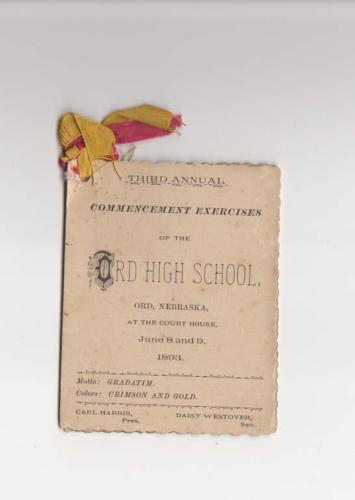 THIRD ANNUAL
COMMENCEMENT EXERCISES
OF THE
ORD HIGH SCHOOL,
ORD, NEBRASKA,
AT THE COURT HOUSE,
June 8 and 9,
1893.
Motto: GRADATIM.
Colors: CRIMSON AND GOLD.
CARL HARRIS, DAISY WESTOVER,
Pres. Sec.